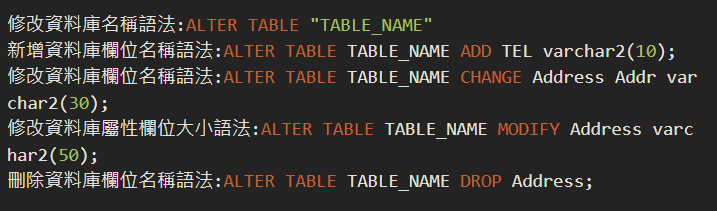 修改資料庫名稱語法:ALTER TABLE "TABLE_NAME"
新增資料庫欄位名稱語法:ALTER TABLE TABLE_NAME ADD TEL varchar2(10);
修改資料庫欄位名稱語法:ALTER TABLE TABLE_NAME CHANGE Address Addr var
char2(30);
修改資料庫屬性欄位大小語法:ALTER TABLE TABLE_NAME MODIFY Address varc
har2(50);
刪除資料庫欄位名稱語法:ALTER TABLE TABLE_NAME DROP Address;